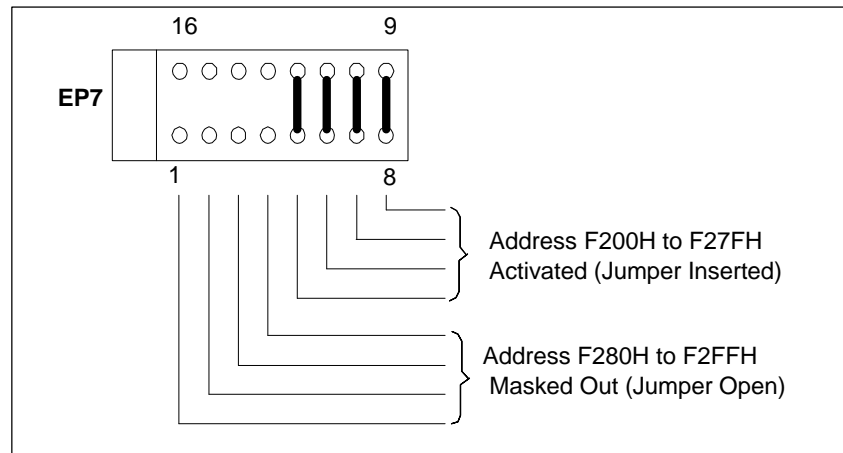 16 9
EP7
1 8
Address F200H to F27FH
Activated (Jumper Inserted)
Address F280H to F2FFH
Masked Out (Jumper Open)